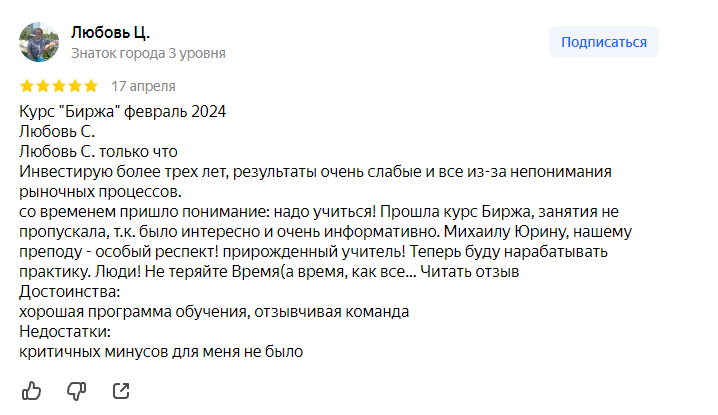 Любовь Ц.
Знаток города 3 уровня
Подписаться
17 апреля
Курс "Биржа" февраль 2024
Любовь С.
Любовь С. только что
Инвестирую более трех лет, результаты очень слабые и все из-за непонимания
рыночных процессов.
со временем пришло понимание: надо учиться! Прошла курс Биржа, занятия не
пропускала, т.к. было интересно и очень информативно. Михаилу Юрину, нашему
преподу - особый респект! прирожденный учитель! Теперь буду нарабатывать
практику. Люди! Не теряйте Время(а время, как все... Читать отзыв
Достоинства:
хорошая программа обучения, отзывчивая команда
Недостатки:
критичных минусов для меня не было